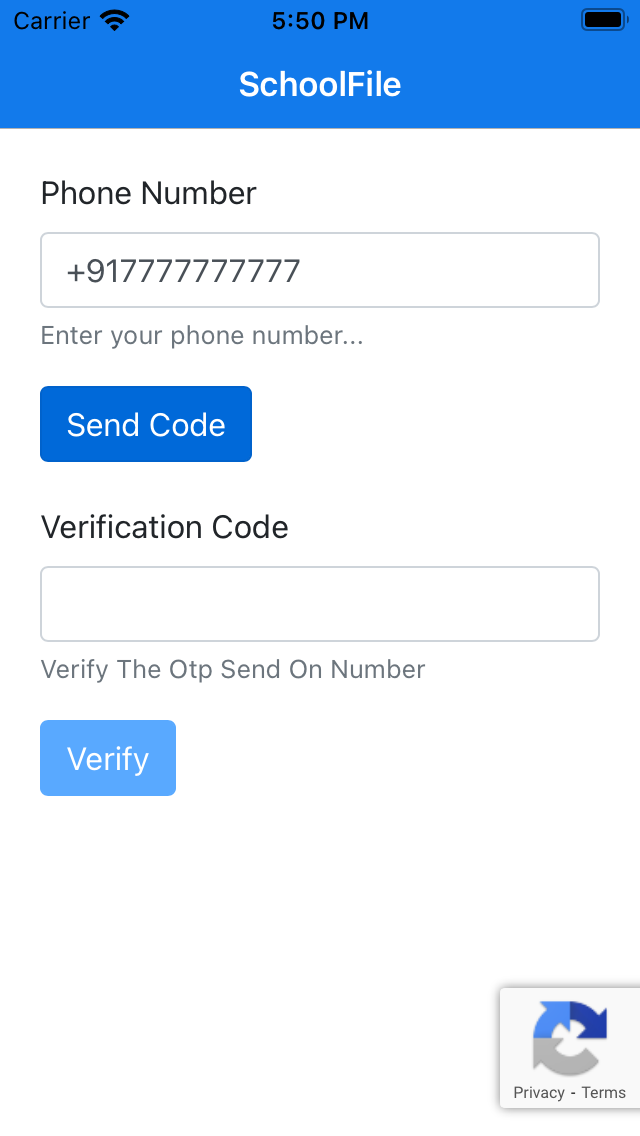 Carrier 5:50 PM
SchoolFile
Phone Number
+917777777777
Enter your phone number...
Send Code
Verification Code
Verify The Otp Send On Number
Verify
Privacy - Terms